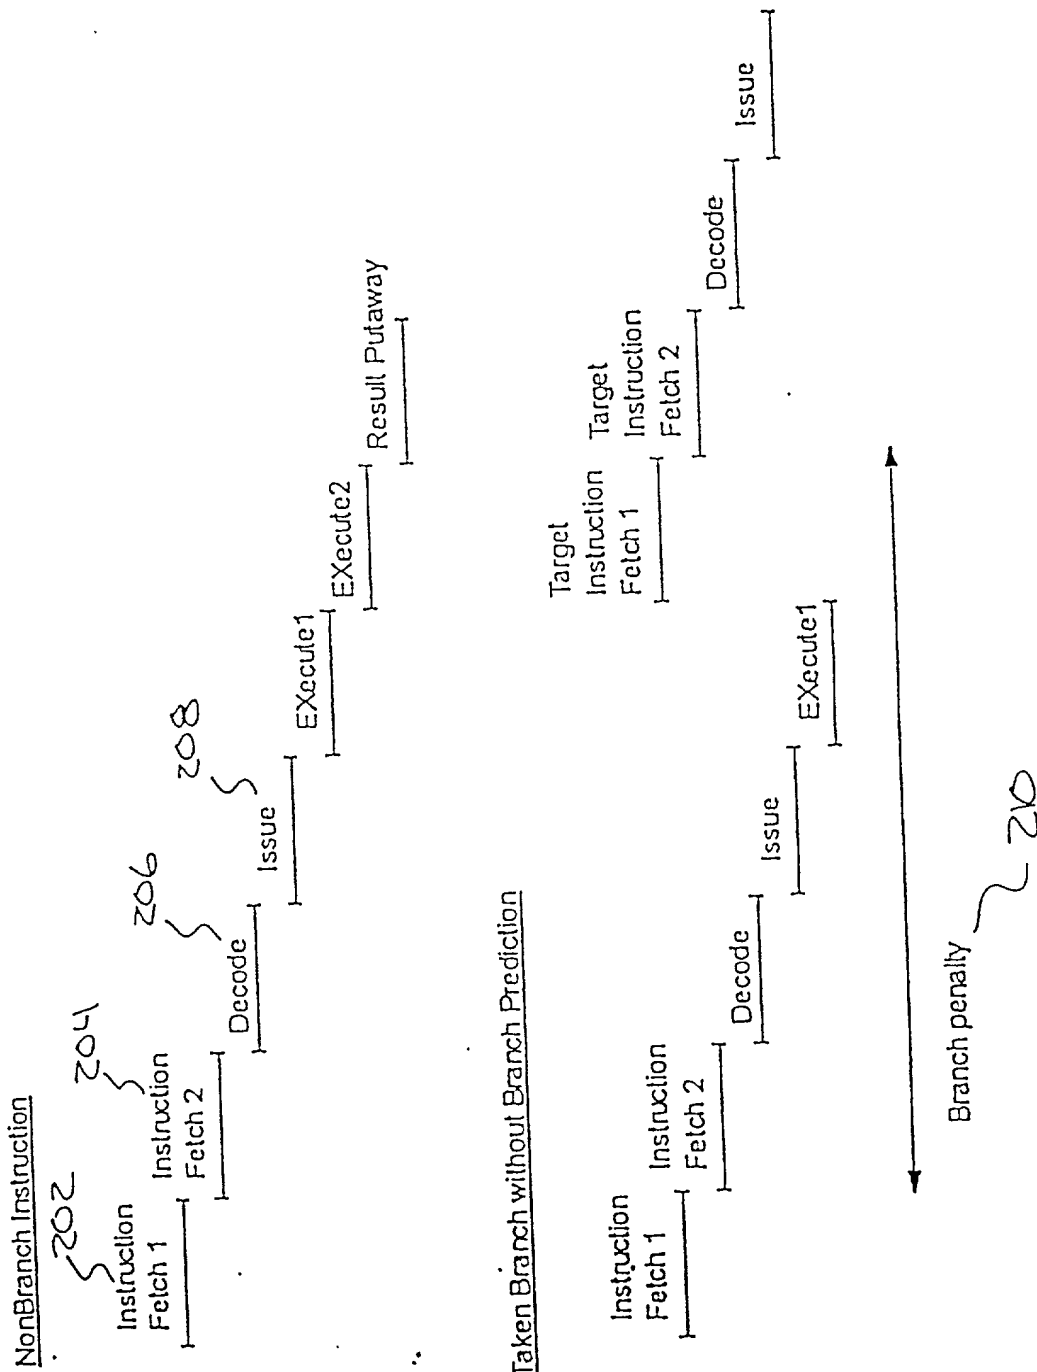 NonBranch Instruction
202
Instruction
Fetch 1
204
Instruction
Fetch 2
206
Decode
208
Issue
EXecute1
EXecute2
Result Putaway
Taken Branch without Branch Prediction
Instruction
Fetch 1
Instruction
Fetch 2
Decode
Issue
EXecute1
Target
Instruction
Fetch 1
Target
Instruction
Fetch 2
Decode
Issue
Branch penalty
210